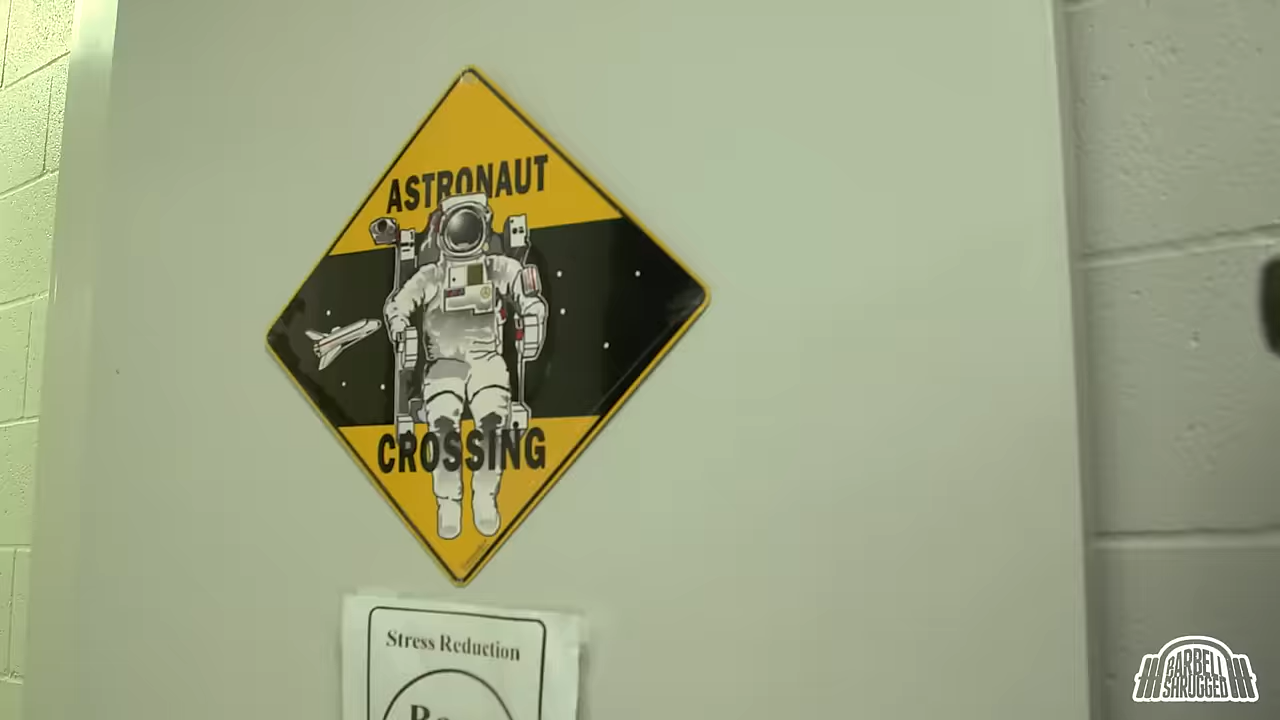 ASTRONAUT
CROSSING
Stress Reduction
BARBELL
SHRUGGED